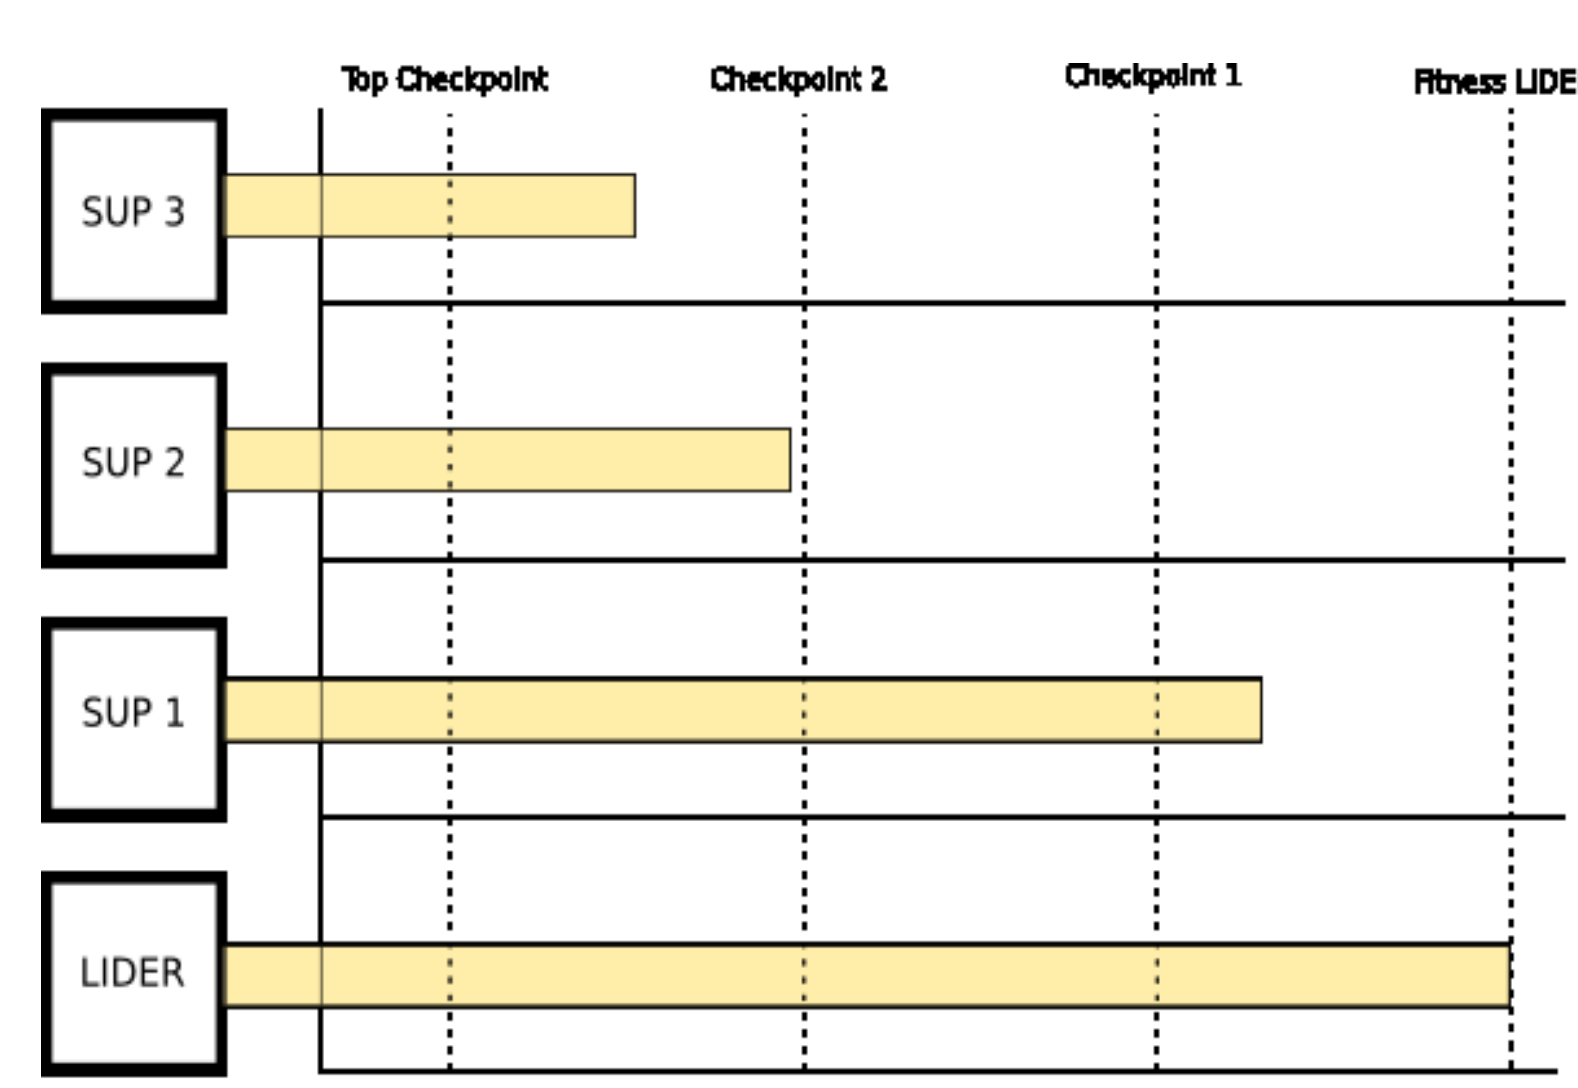 Top Checkpoint
Checkpoint 2
Checkpoint 1
Fitness LIDE
SUP 3
SUP 2
SUP 1
LIDER